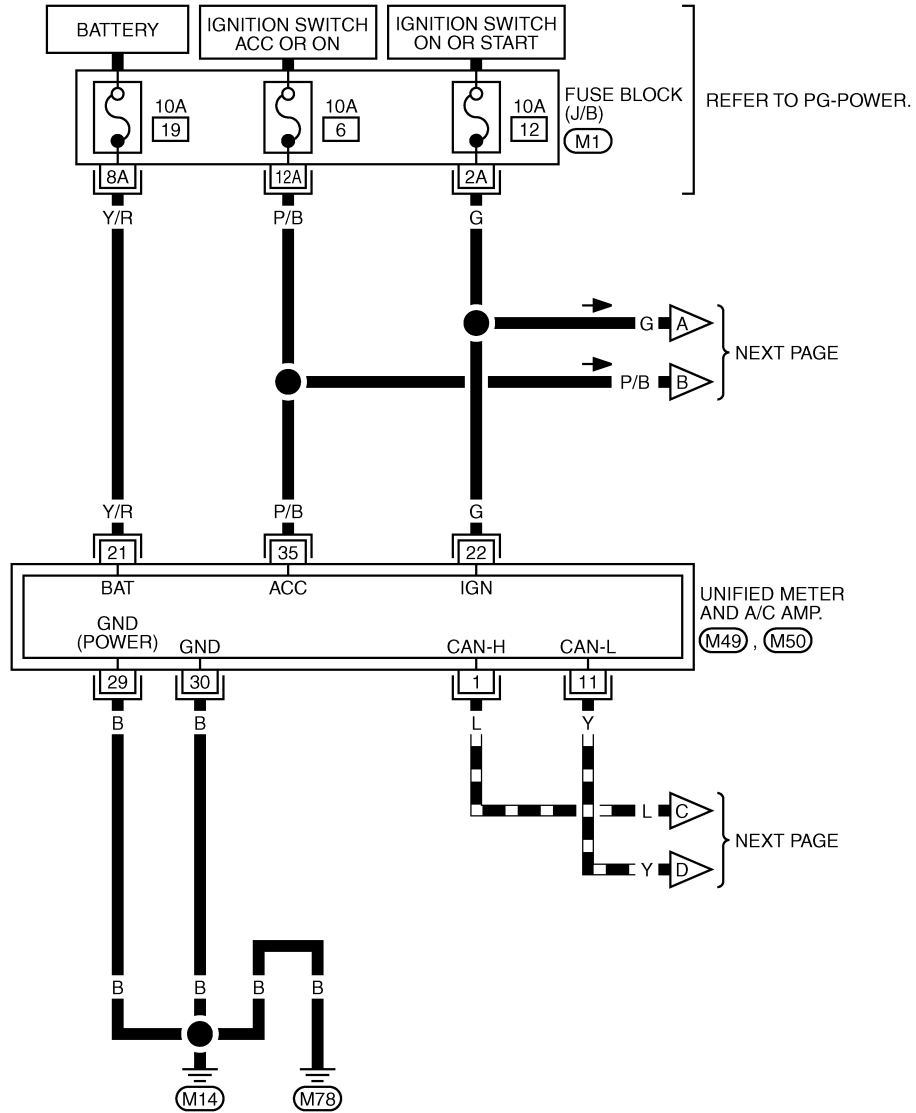 BATTERY
IGNITION SWITCH
ACC OR ON
IGNITION SWITCH
ON OR START
10A
19
10A
6
10A
12
FUSE BLOCK
(J/B)
M1
REFER TO PG-POWER.
8A
12A
2A
Y/R
P/B
G
G
A
P/B
B
NEXT PAGE
Y/R
P/B
G
21
35
22
BAT
ACC
IGN
UNIFIED METER
AND A/C AMP.
M49 , M50
GND
(POWER)
GND
CAN-H
CAN-L
29
30
1
11
B
B
L
Y
L
C
Y
D
NEXT PAGE
B
B
B
B
M14
M78